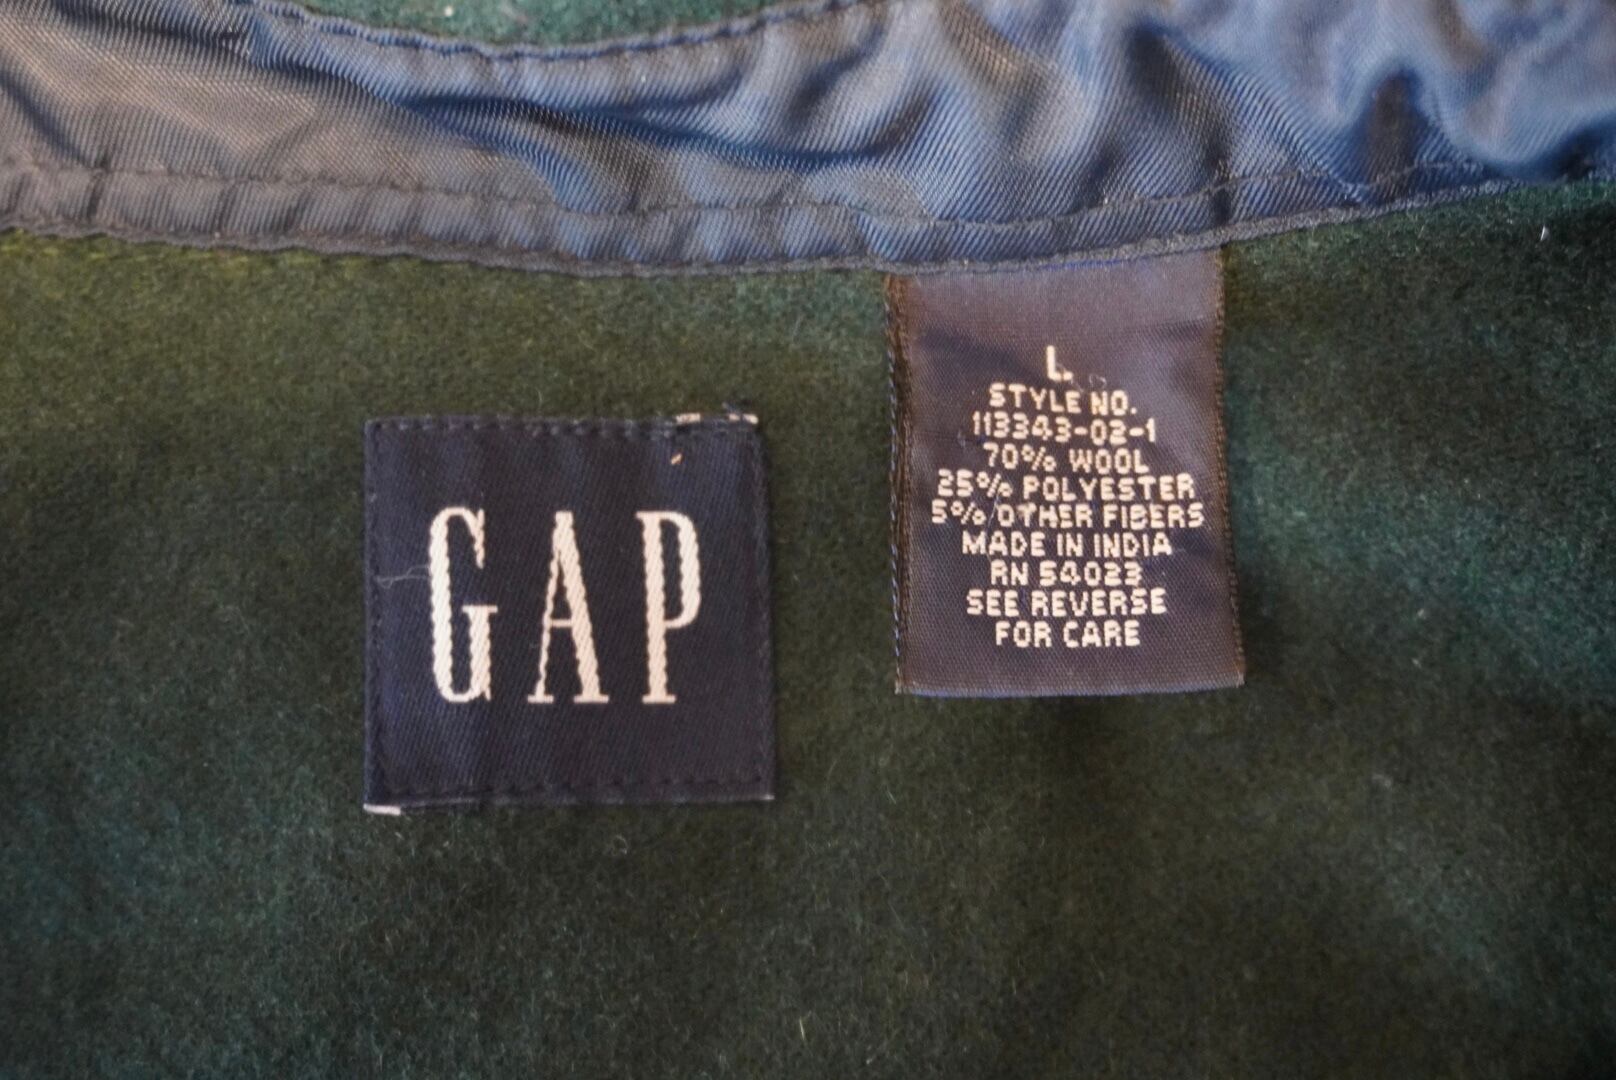 GAP
L
STYLE NO.
113343-02-1
70% WOOL
25% POLYESTER
5% OTHER FIBERS
MADE IN INDIA
RN 54023
SEE REVERSE
FOR CARE